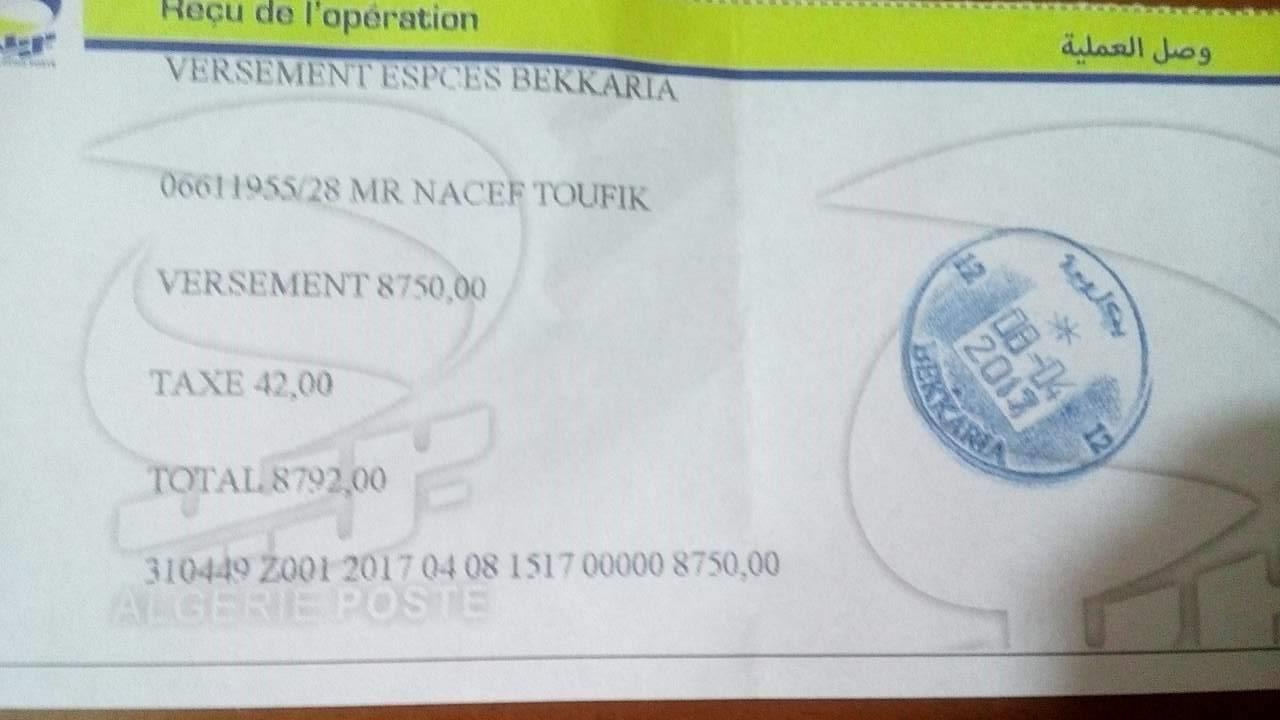 Reçu de l'opération
وصل العملية
VERSEMENT ESPCES BEKKARIA
06611955/28 MR NACEF TOUFIK
VERSEMENT 8750,00
TAXE 42,00
TOTAL 8792,00
310449 Z001 2017 04 08 1517 00000 8750,00
ALGERIE POSTE
12
08-04
2017
12
BEKKARIA